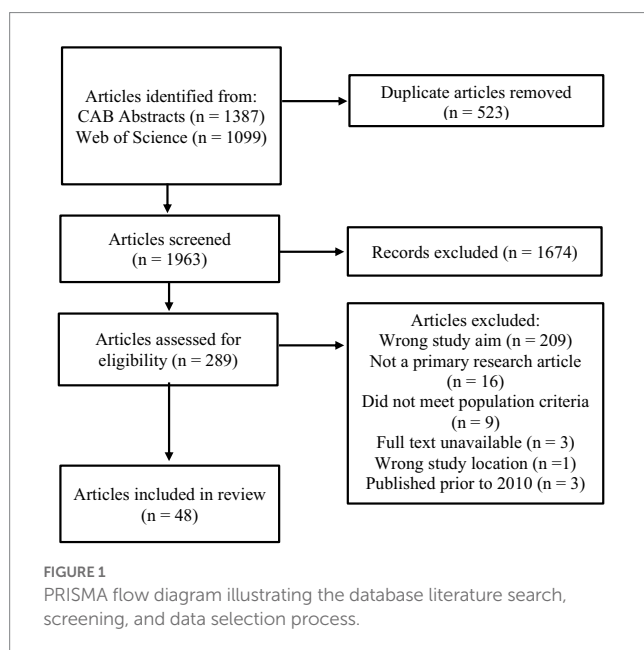 Articles identified from:
CAB Abstracts (n = 1387)
Web of Science (n = 1099)
Duplicate articles removed
(n = 523)
Articles screened
(n = 1963)
Records excluded (n = 1674)
Articles assessed for
eligibility (n = 289)
Articles excluded:
Wrong study aim (n = 209)
Not a primary research article
(n = 16)
Did not meet population criteria
(n = 9)
Full text unavailable (n = 3)
Wrong study location (n =1)
Published prior to 2010 (n = 3)
Articles included in review
(n = 48)
FIGURE 1
PRISMA flow diagram illustrating the database literature search,
screening, and data selection process.